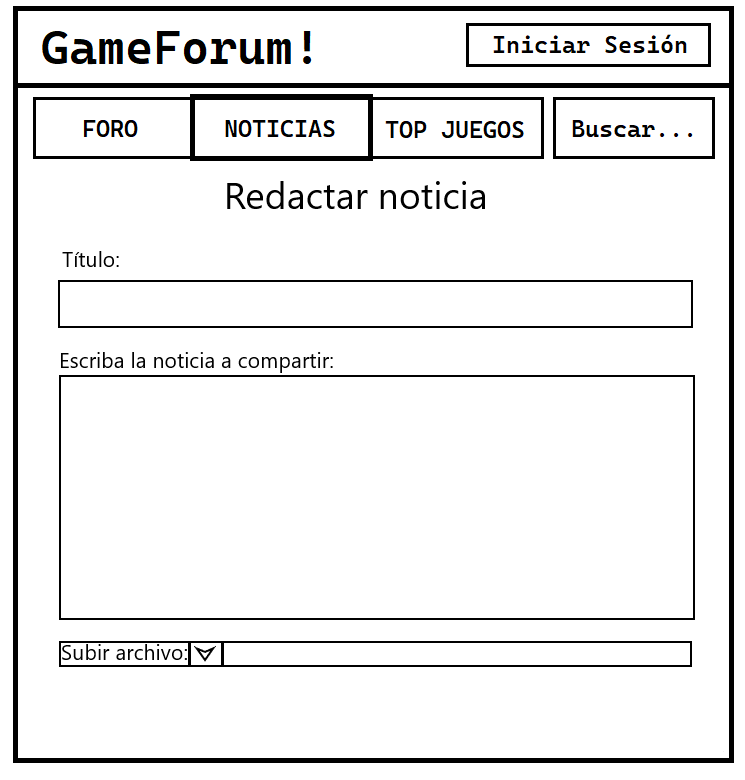 GameForum!
Iniciar Sesión
FORO
NOTICIAS
TOP JUEGOS
Buscar...
Redactar noticia
Título:
Escriba la noticia a compartir:
Subir archivo: